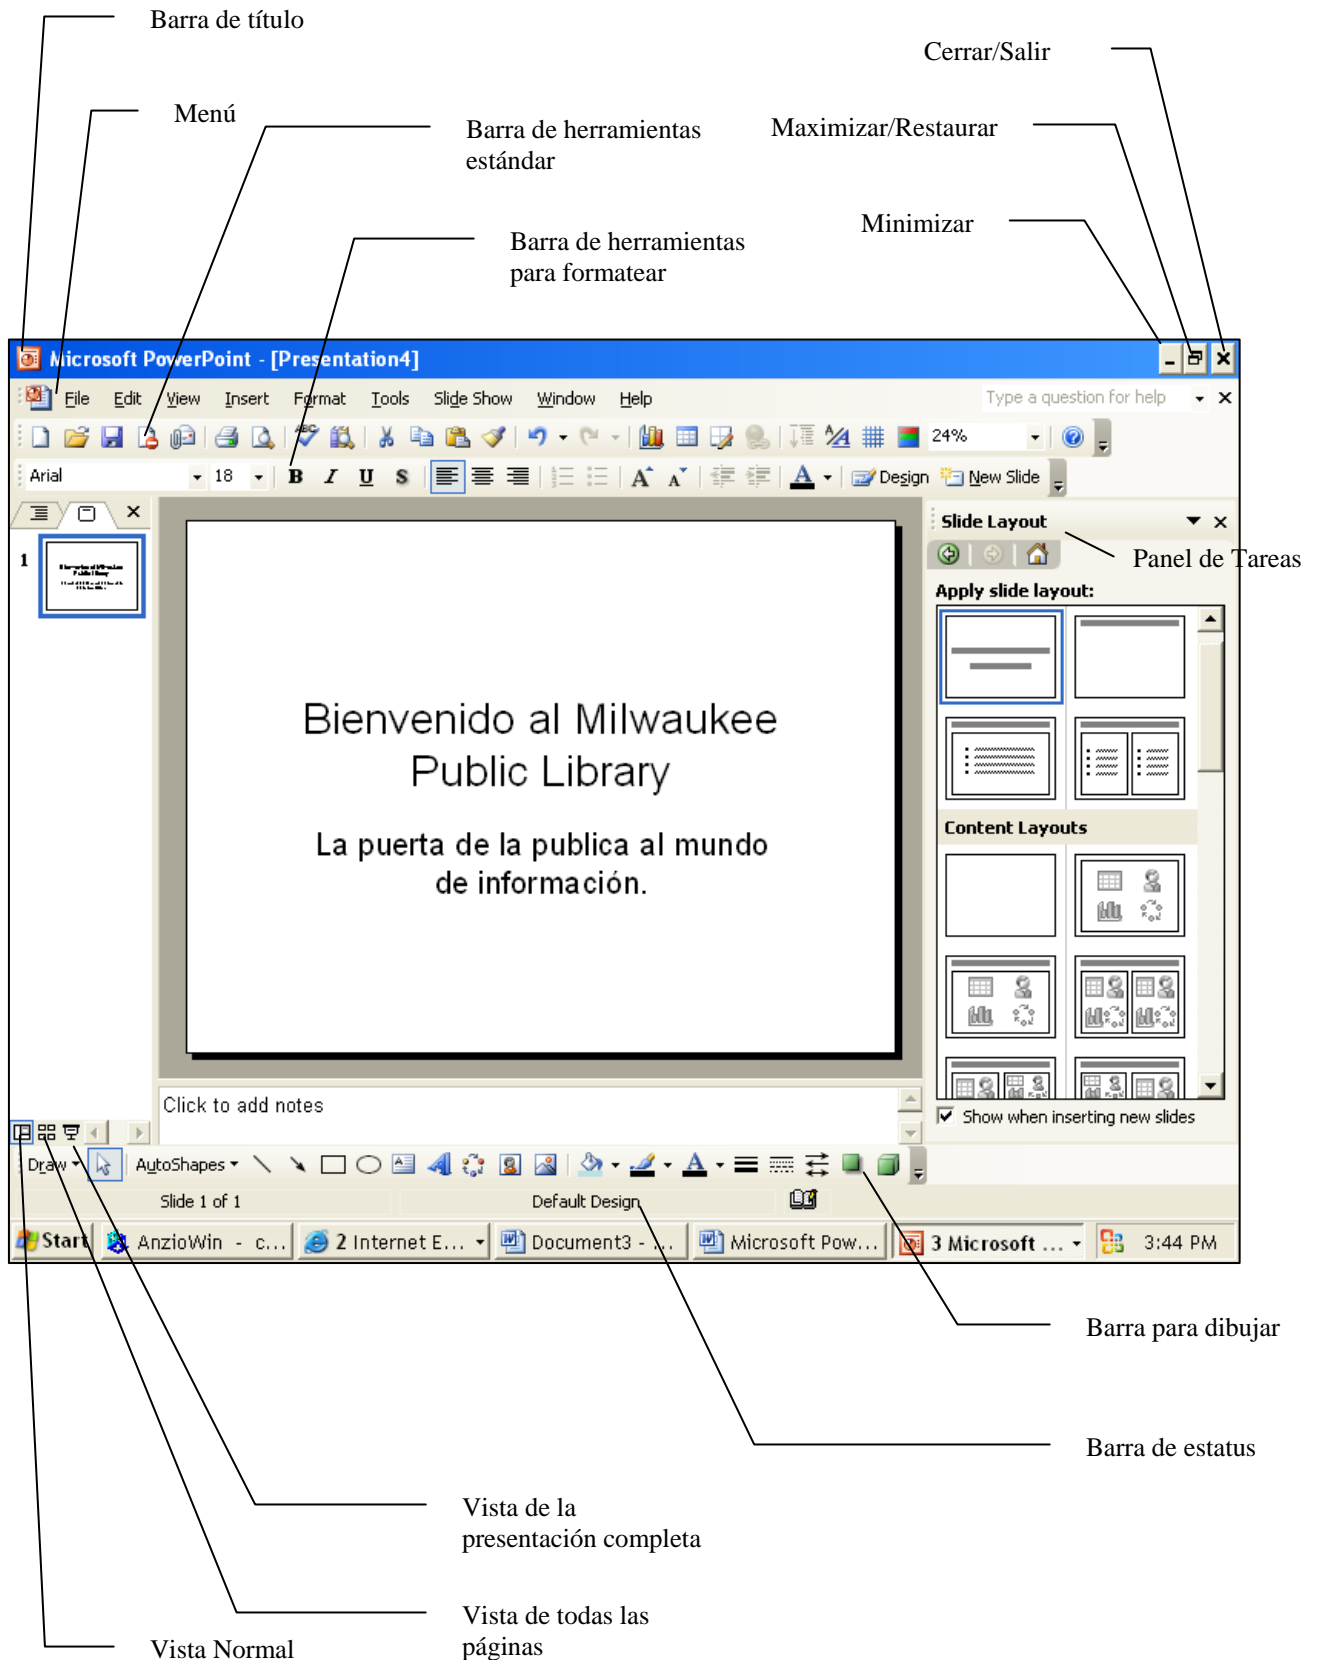 Barra de título
Cerrar/Salir
Menú
Barra de herramientas
estándar
Maximizar/Restaurar
Minimizar
Barra de herramientas
para formatear
Microsoft PowerPoint - [Presentation4]
File Edit View Insert Format Tools Slide Show Window Help Type a question for help
24%
Arial 18 B I U S A A A Design New Slide
Slide Layout
Panel de Tareas
1
Apply slide layout:
Bienvenido al Milwaukee
Public Library
La puerta de la publica al mundo
de información.
Content Layouts
Click to add notes
Show when inserting new slides
Draw AutoShapes A
Slide 1 of 1 Default Design
Start AnzioWin - c... 2 Internet E... Document3 - ... Microsoft Pow... 3 Microsoft ... 3:44 PM
Barra para dibujar
Barra de estatus
Vista de la
presentación completa
Vista de todas las
páginas
Vista Normal